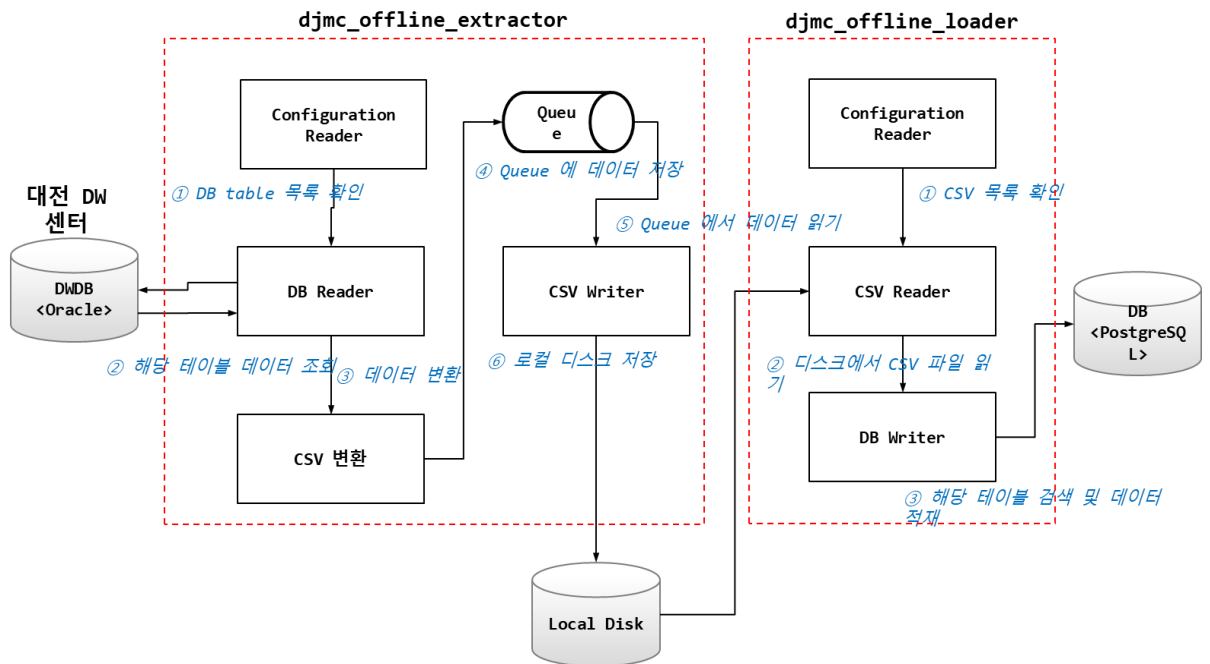 djmc_offline_extractor
Configuration
Reader
Queu
e
④ Queue 에 데이터 저장
① DB table 목록 확인
⑤ Queue 에서 데이터 읽기
대전 DW
센터
DWDB
<Oracle>
DB Reader
CSV Writer
② 해당 테이블 데이터 조회
③ 데이터 변환
⑥ 로컬 디스크 저장
CSV 변환
Local Disk
djmc_offline_loader
Configuration
Reader
① CSV 목록 확인
CSV Reader
② 디스크에서 CSV 파일 읽
기
DB Writer
③ 해당 테이블 검색 및 데이터
적재
DB
<PostgreSQ
L>